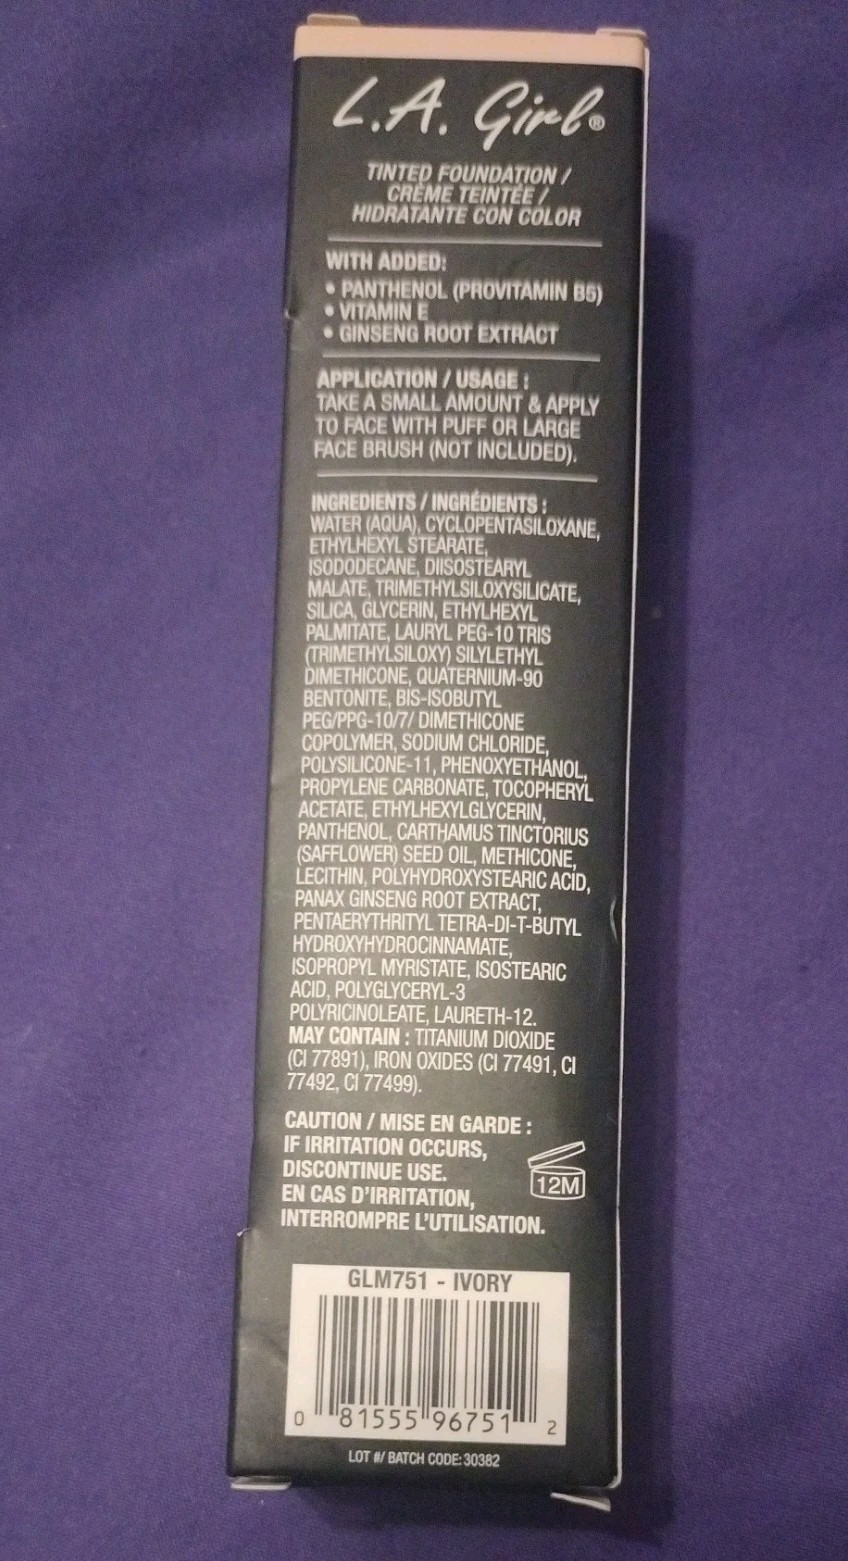 L.A. Girl®
TINTED FOUNDATION /
CRÈME TEINTÉE /
HIDRATANTE CON COLOR
WITH ADDED:
• PANTHENOL (PROVITAMIN B5)
• VITAMIN E
• GINSENG ROOT EXTRACT
APPLICATION / USAGE :
TAKE A SMALL AMOUNT & APPLY
TO FACE WITH PUFF OR LARGE
FACE BRUSH (NOT INCLUDED).
INGREDIENTS / INGRÉDIENTS :
WATER (AQUA), CYCLOPENTASILOXANE,
ETHYLHEXYL STEARATE,
ISODODECANE, DIISOSTEARYL
MALATE, TRIMETHYLSILOXYSILICATE,
SILICA, GLYCERIN, ETHYLHEXYL
PALMITATE, LAURYL PEG-10 TRIS
(TRIMETHYLSILOXY) SILYLETHYL
DIMETHICONE, QUATERNIUM-90
BENTONITE, BIS-ISOBUTYL
PEG/PPG-10/7/ DIMETHICONE
COPOLYMER, SODIUM CHLORIDE,
POLYSILICONE-11, PHENOXYETHANOL,
PROPYLENE CARBONATE, TOCOPHERYL
ACETATE, ETHYLHEXYLGLYCERIN,
PANTHENOL, CARTHAMUS TINCTORIUS
(SAFFLOWER) SEED OIL, METHICONE,
LECITHIN, POLYHYDROXYSTEARIC ACID,
PANAX GINSENG ROOT EXTRACT,
PENTAERYTHRITYL TETRA-DI-T-BUTYL
HYDROXYHYDROCINNAMATE,
ISOPROPYL MYRISTATE, ISOSTEARIC
ACID, POLYGLYCERYL-3
POLYRICINOLEATE, LAURETH-12.
MAY CONTAIN : TITANIUM DIOXIDE
(CI 77891), IRON OXIDES (CI 77491, CI
77492, CI 77499).
CAUTION / MISE EN GARDE :
IF IRRITATION OCCURS,
DISCONTINUE USE.
EN CAS D'IRRITATION,
INTERROMPRE L'UTILISATION.
12M
GLM751 - IVORY
0 81555 96751 2
LOT #/ BATCH CODE: 30382